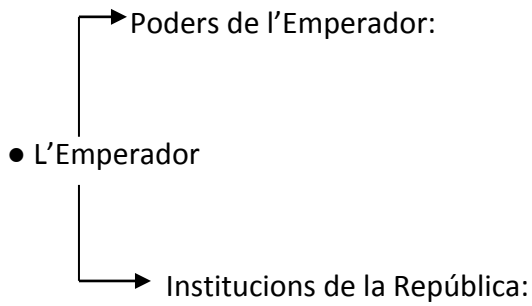 Poders de l’Emperador:
● L’Emperador
Institucions de la República: